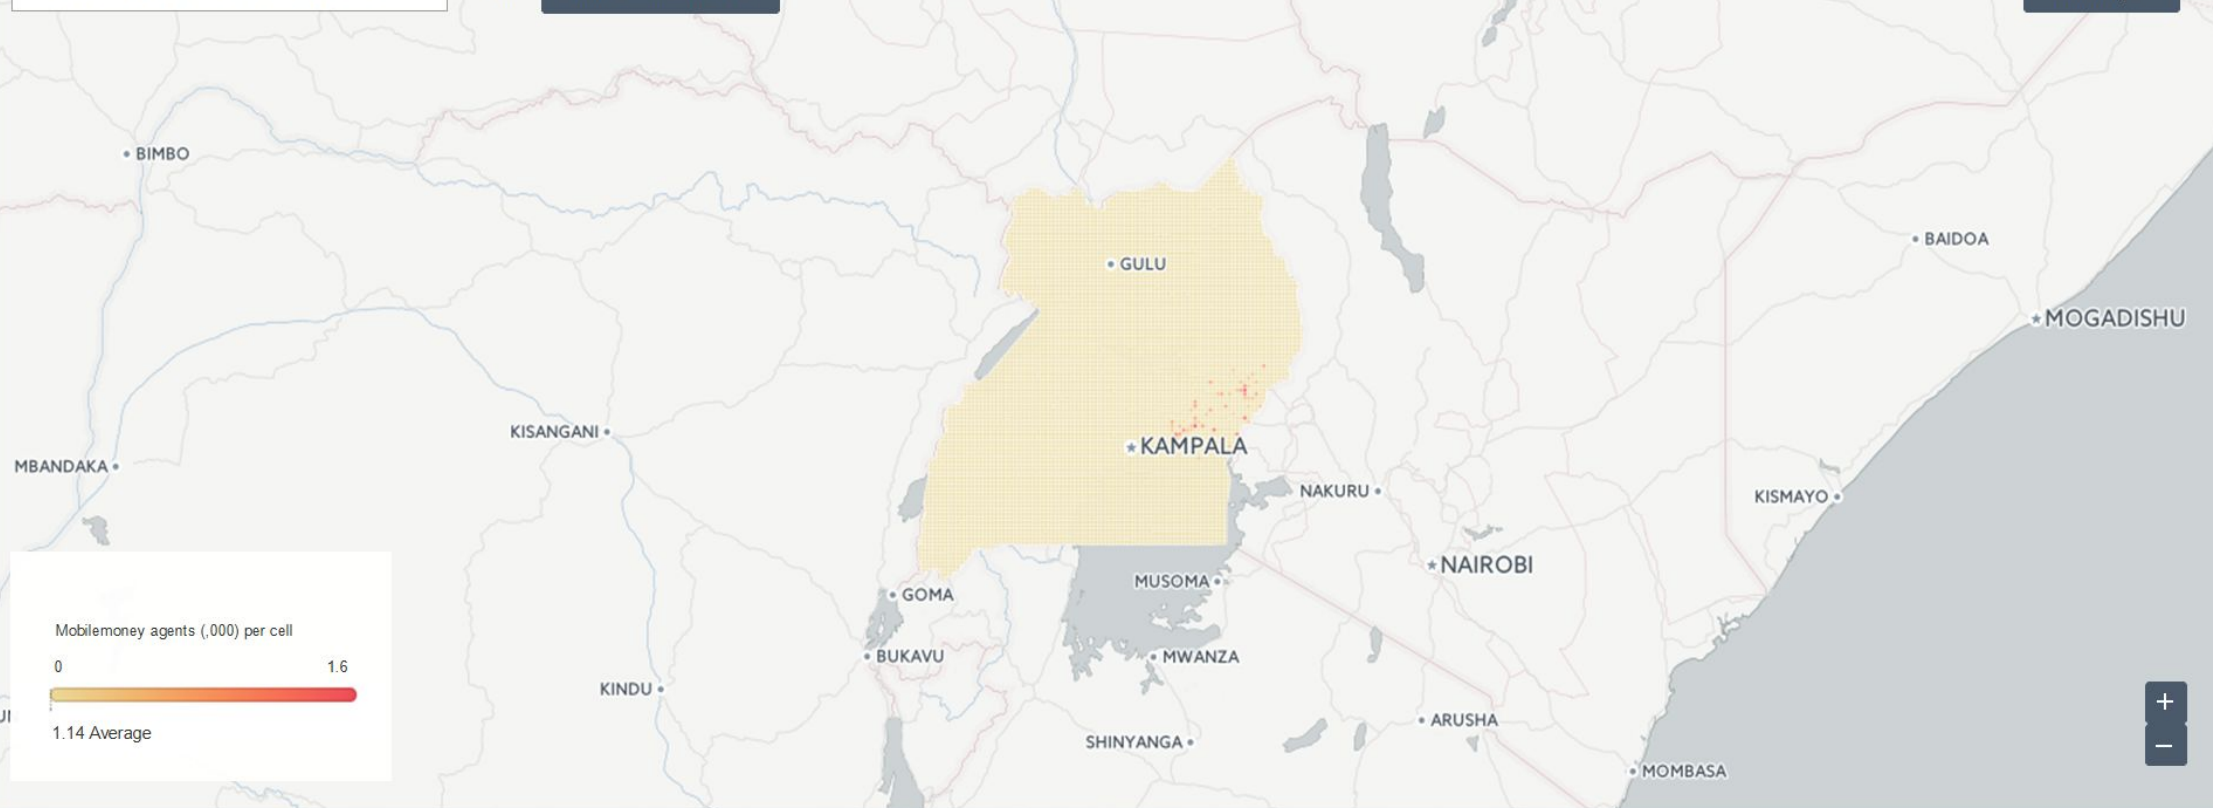 BIMBO
GULU
BAIDOA
MOGADISHU
KISANGANI
KAMPALA
MBANDAKA
NAKURU
KISMAYO
NAIROBI
MUSOMA
GOMA
BUKAVU
MWANZA
KINDU
ARUSHA
SHINYANGA
MOMBASA
Mobilemoney agents (,000) per cell
0 1.6
1.14 Average
+
−